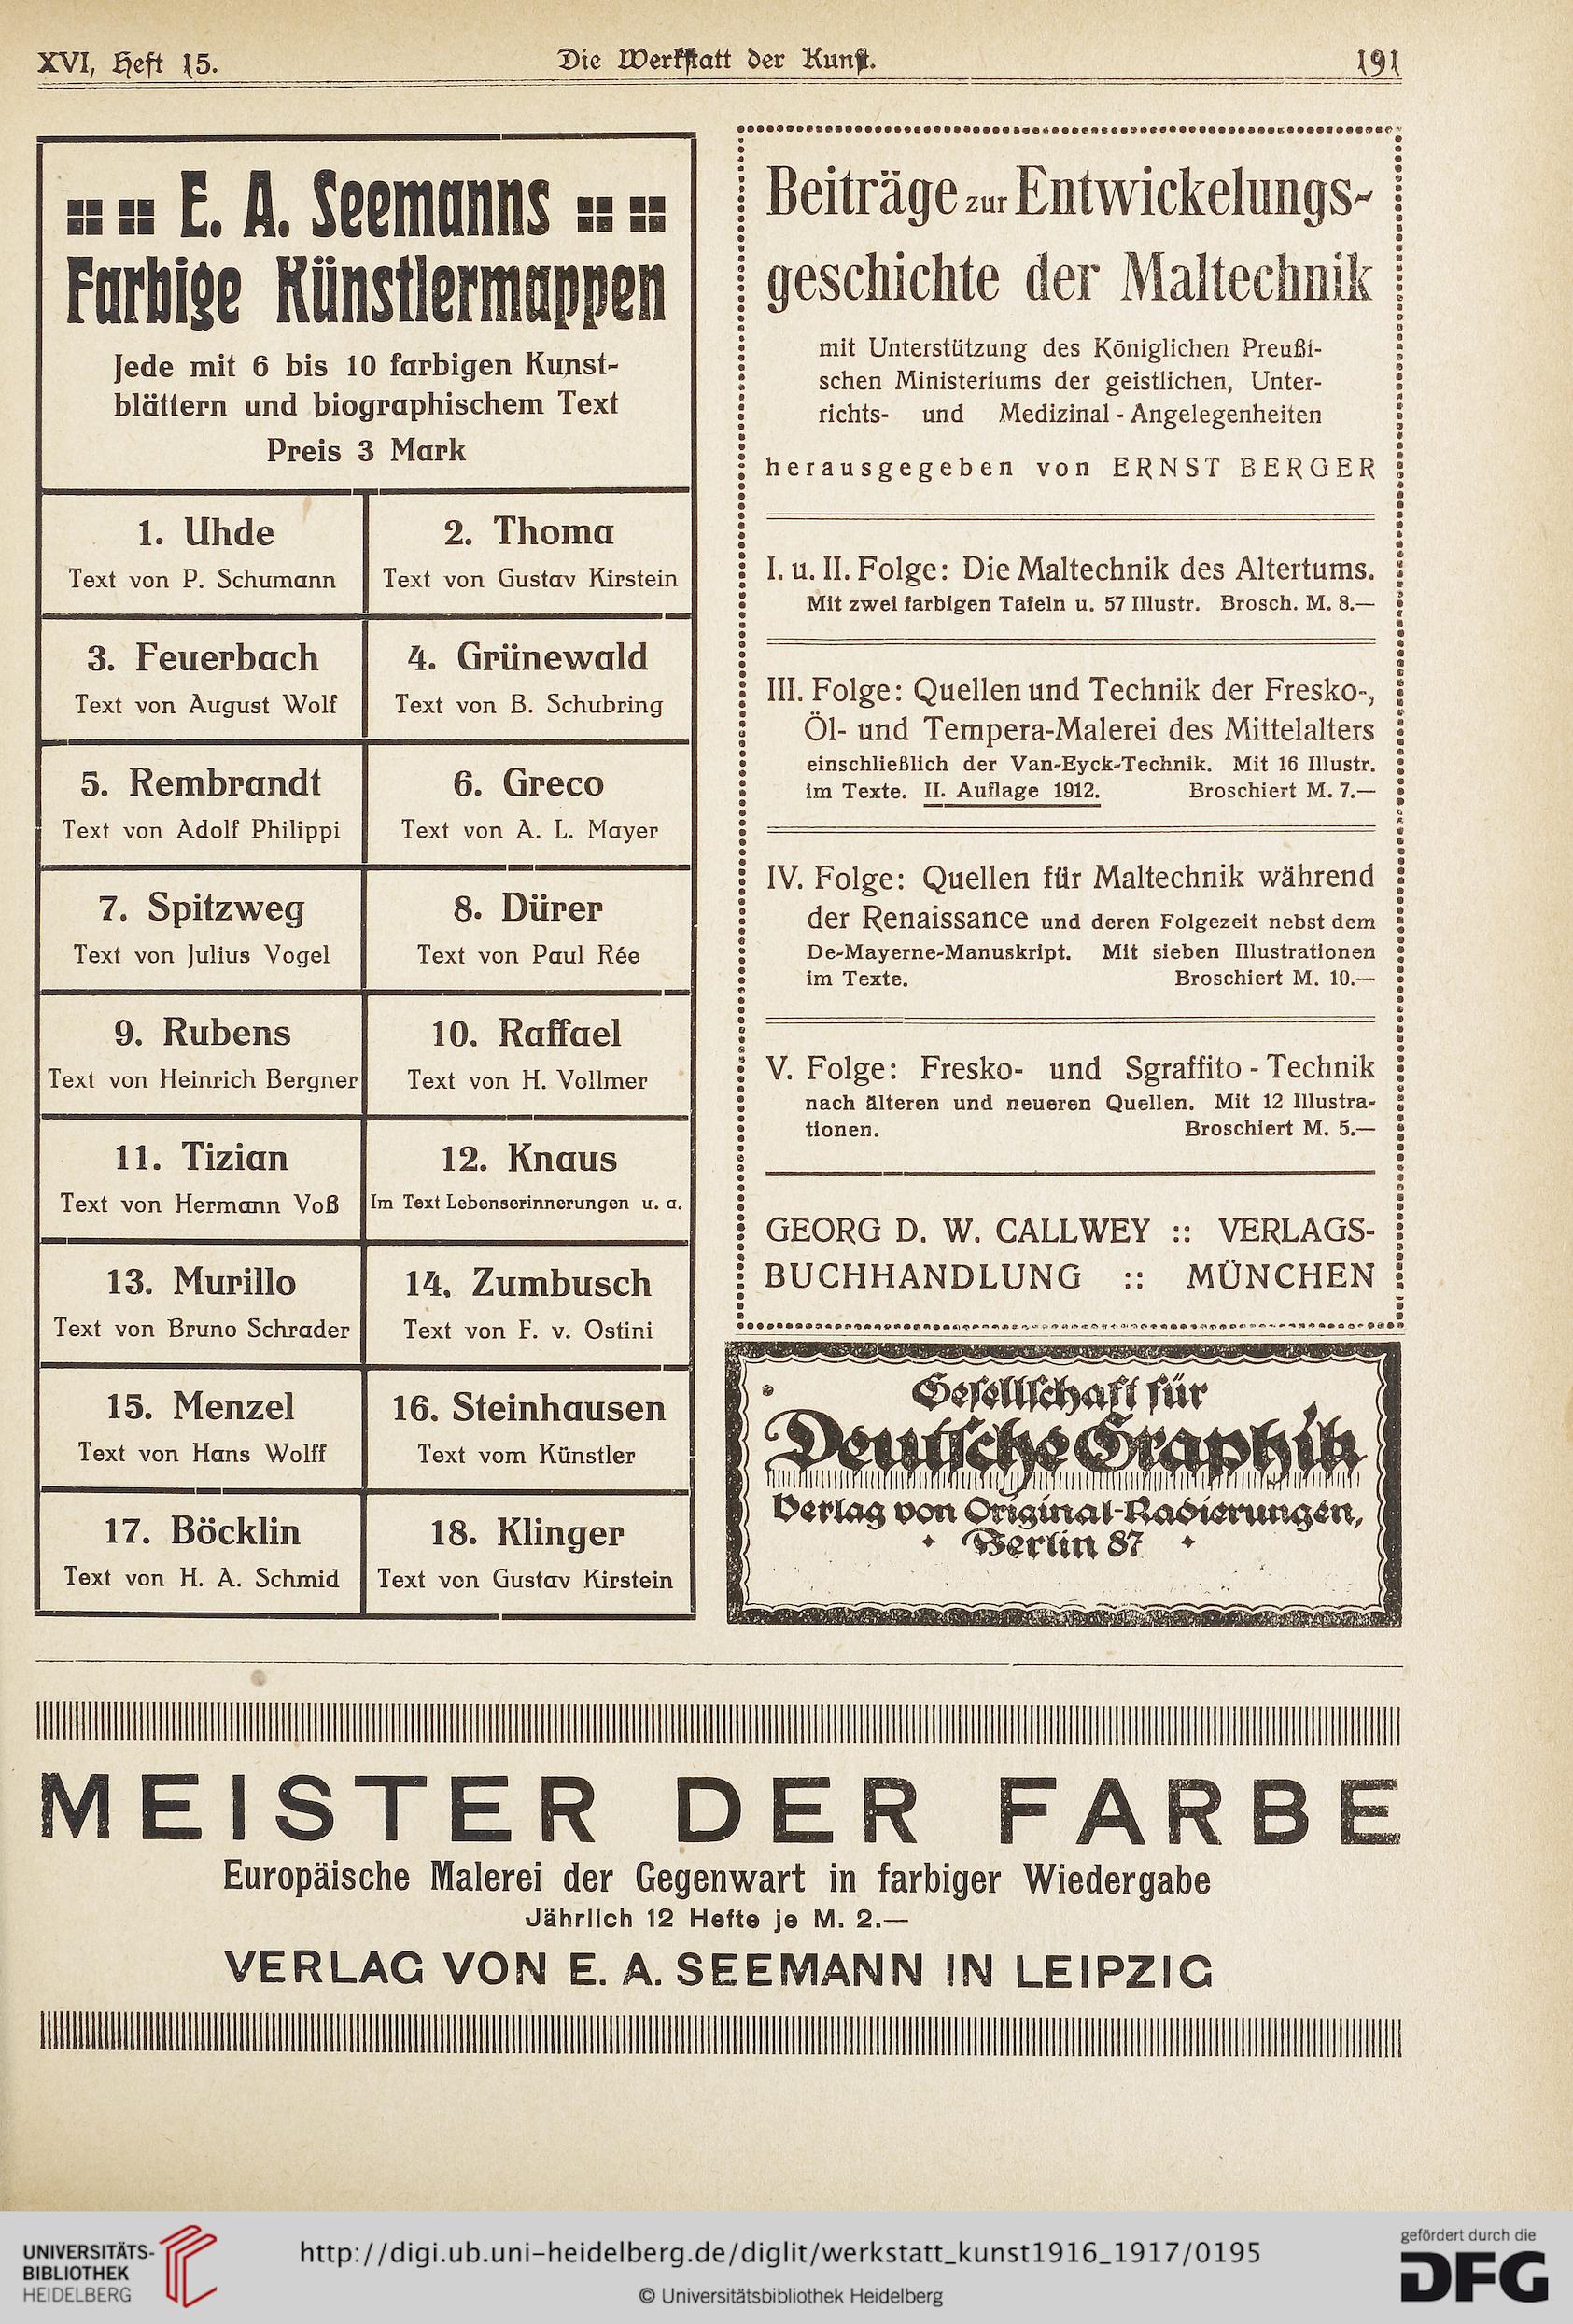 XVI, Heft 15.
Die Werkstatt der Kunst.
191
E. A. Seemanns
Farbige Künstlermappen
Jede mit 6 bis 10 farbigen Kunst-
blättern und biographischem Text
Preis 3 Mark
1. Uhde
Text von P. Schumann
2. Thoma
Text von Gustav Kirstein
3. Feuerbach
Text von August Wolf
4. Grünewald
Text von B. Schubring
5. Rembrandt
Text von Adolf Philippi
6. Greco
Text von A. L. Mayer
7. Spitzweg
Text von Julius Vogel
8. Dürer
Text von Paul Rée
9. Rubens
Text von Heinrich Bergner
10. Raffael
Text von H. Vollmer
11. Tizian
Text von Hermann Voß
12. Knaus
Im Text Lebenserinnerungen u. a.
13. Murillo
Text von Bruno Schrader
14. Zumbusch
Text von F. v. Ostini
15. Menzel
Text von Hans Wolff
16. Steinhausen
Text vom Künstler
17. Böcklin
Text von H. A. Schmid
18. Klinger
Text von Gustav Kirstein
Beiträge zur Entwickelungs-
geschichte der Maltechnik
mit Unterstützung des Königlichen Preußi-
schen Ministeriums der geistlichen, Unter-
richts- und Medizinal-Angelegenheiten
herausgegeben von ERNST BERGER
I. u. II. Folge: Die Maltechnik des Altertums.
Mit zwei farbigen Tafeln u. 57 Illustr. Brosch. M. 8.—
III. Folge: Quellen und Technik der Fresko-,
Öl- und Tempera-Malerei des Mittelalters
einschließlich der Van-Eyck-Technik. Mit 16 Illustr.
im Texte. II. Auflage 1912. Broschiert M. 7.—
IV. Folge: Quellen für Maltechnik während
der Renaissance und deren Folgezeit nebst dem
De-Mayerne-Manuskript. Mit sieben Illustrationen
im Texte. Broschiert M. 10.—
V. Folge: Fresko- und Sgraffito-Technik
nach älteren und neueren Quellen. Mit 12 Illustra-
tionen. Broschiert M. 5.—
GEORG D. W. CALLWEY :: VERLAGS-
BUCHHANDLUNG :: MÜNCHEN
Gesellschaft für
Deutsche Graphik
Verlag von Original-Radierungen,
Berlin 87
MEISTER DER FARBE
Europäische Malerei der Gegenwart in farbiger Wiedergabe
Jährlich 12 Hefte je M. 2.—
VERLAG VON E. A. SEEMANN IN LEIPZIG
UNIVERSITÄTS-
BIBLIOTHEK
HEIDELBERG
http://digi.ub.uni-heidelberg.de/diglit/werkstatt_kunst1916_1917/0195
© Universitätsbibliothek Heidelberg
gefördert durch die
DFG